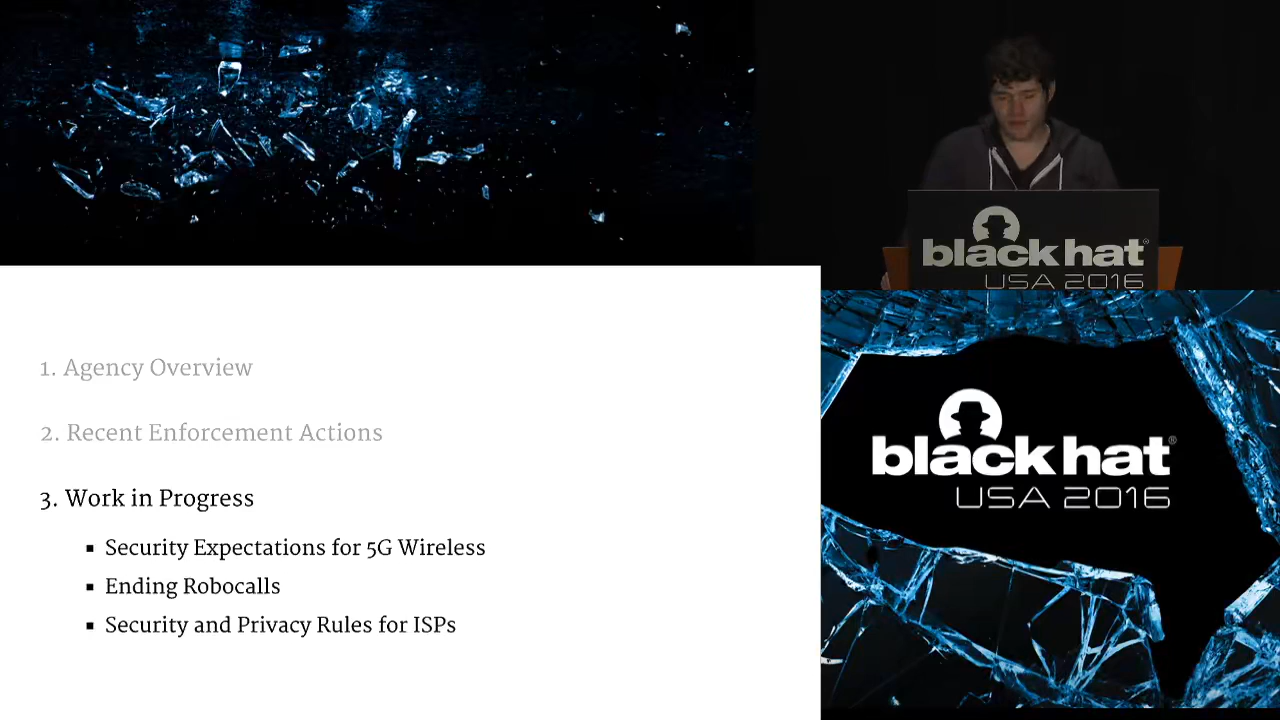 1. Agency Overview
2. Recent Enforcement Actions
3. Work in Progress
▪ Security Expectations for 5G Wireless
▪ Ending Robocalls
▪ Security and Privacy Rules for ISPs
black hat®
USA 2016
black hat®
USA 2016